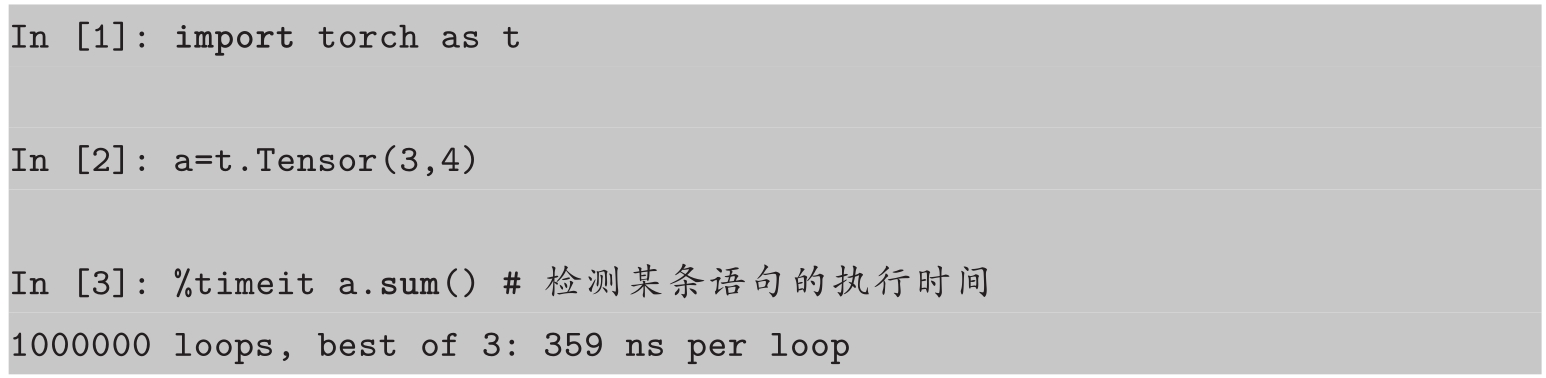 In [1]: import torch as t
In [2]: a=t.Tensor(3,4)
In [3]: %timeit a.sum() # 检测某条语句的执行时间
1000000 loops, best of 3: 359 ns per loop